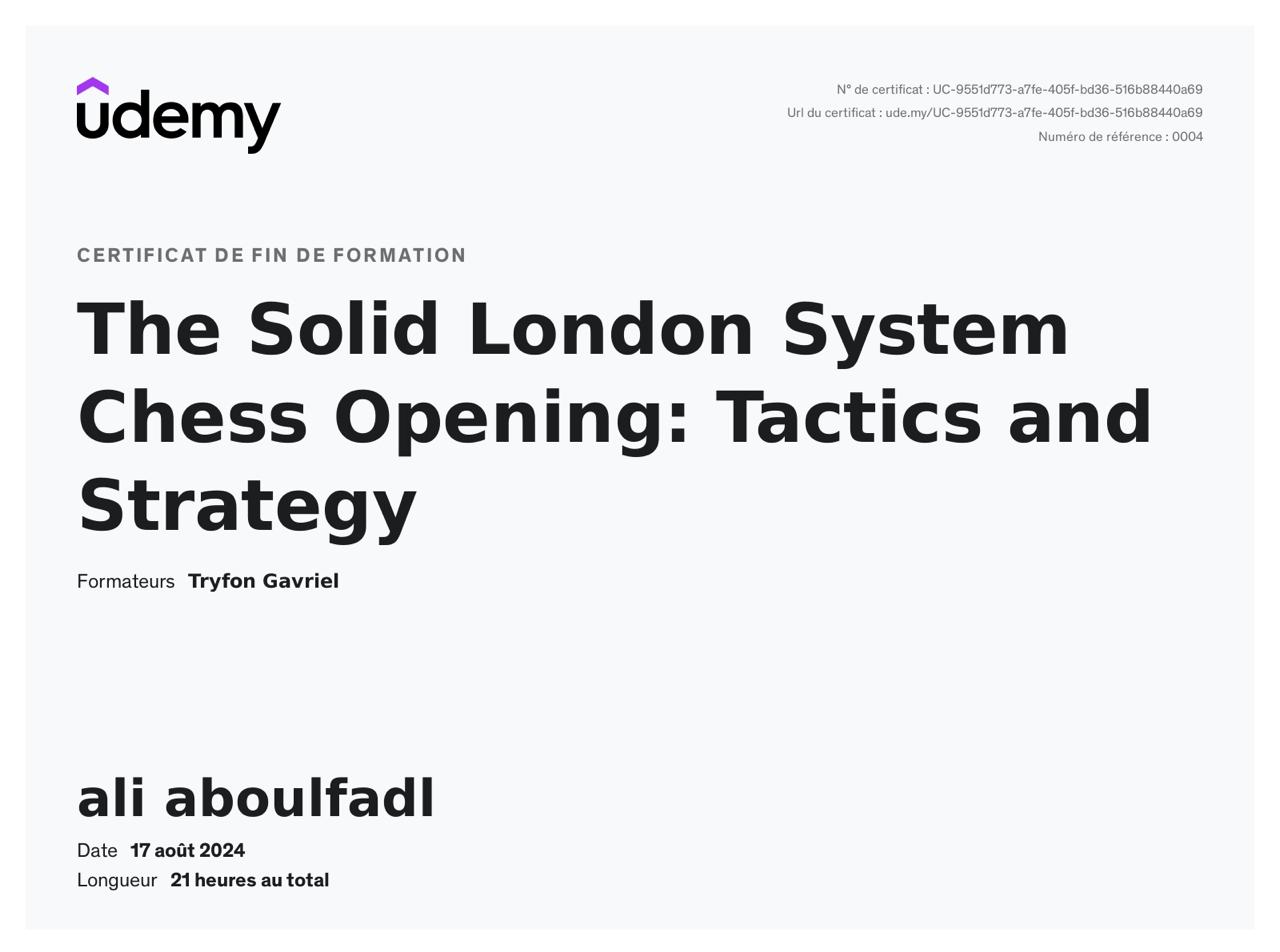 udemy
N° de certificat : UC-9551d773-a7fe-405f-bd36-516b88440a69
Url du certificat : ude.my/UC-9551d773-a7fe-405f-bd36-516b88440a69
Numéro de référence : 0004
CERTIFICAT DE FIN DE FORMATION
The Solid London System
Chess Opening: Tactics and
Strategy
Formateurs Tryfon Gavriel
ali aboulfadl
Date 17 août 2024
Longueur 21 heures au total